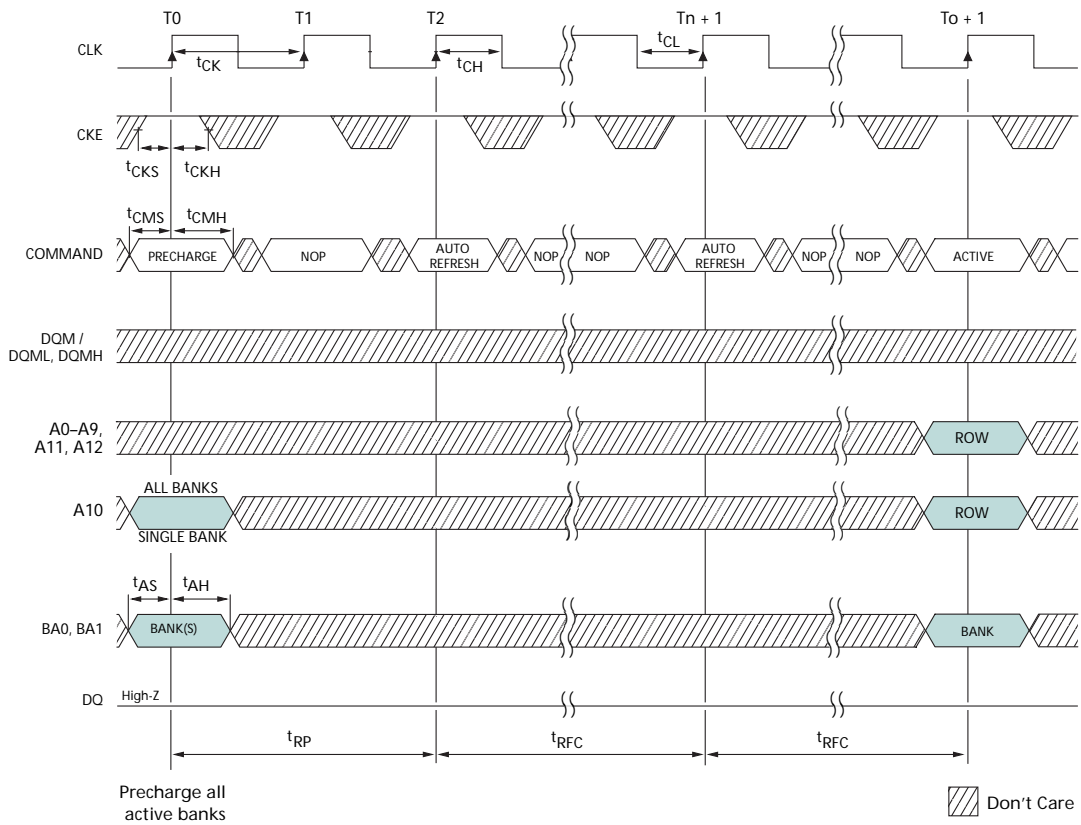 T0 T1 T2 Tn + 1 To + 1
CLK
tCK tCH tCL
CKE
tCKS tCKH
tCMS tCMH
COMMAND PRECHARGE NOP AUTO REFRESH NOP NOP AUTO REFRESH NOP NOP ACTIVE
DQM /
DQML, DQMH
A0–A9,
A11, A12 ROW
ALL BANKS
A10 ROW
SINGLE BANK
tAS tAH
BA0, BA1 BANK(S) BANK
DQ High-Z
tRP tRFC tRFC
Precharge all
active banks
Don't Care